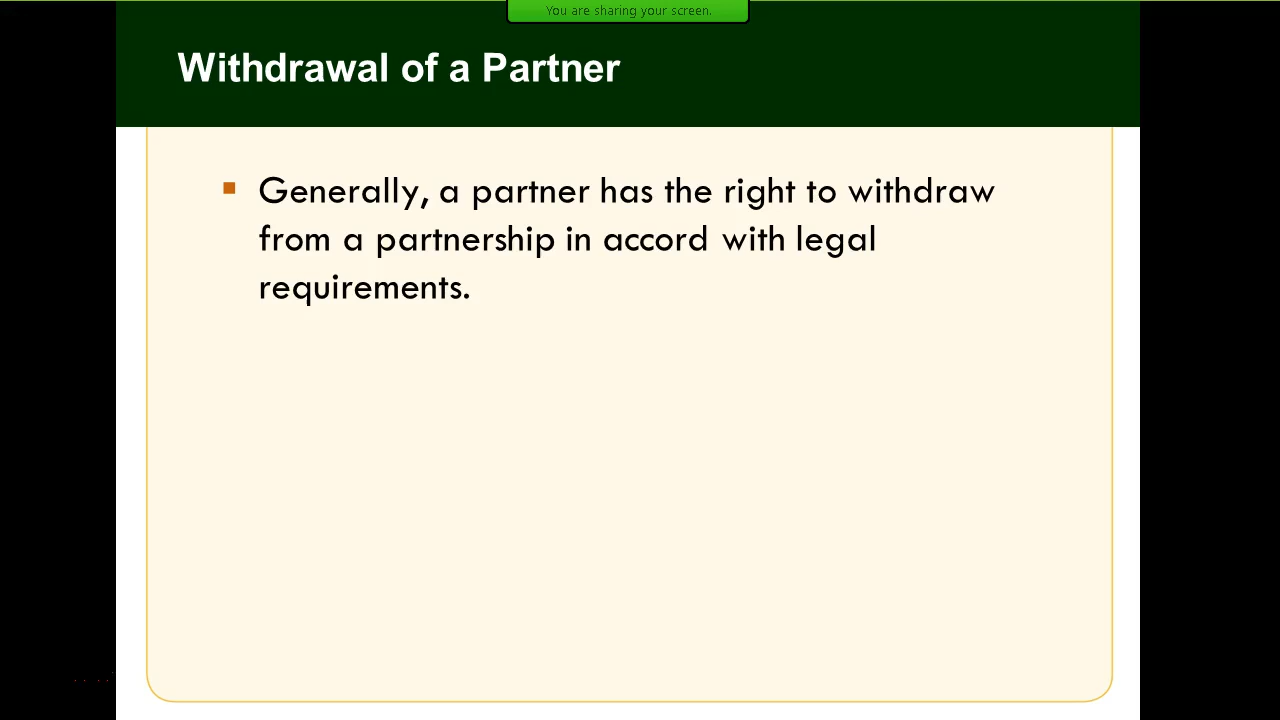 You are sharing your screen.
Withdrawal of a Partner
Generally, a partner has the right to withdraw
from a partnership in accord with legal
requirements.